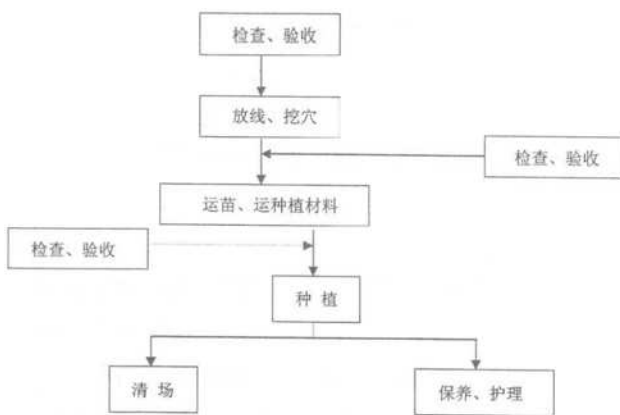 检查、验收
放线、挖穴
检查、验收
运苗、运种植材料
检查、验收
种 植
清 场
保养、护理